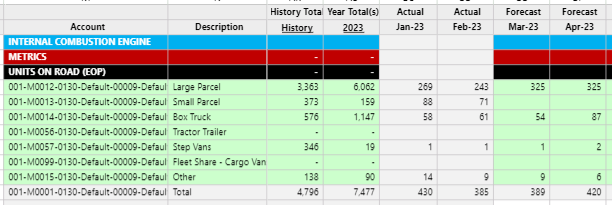 History Total Year Total(s) Actual Actual Forecast Forecast
Account Description History 2023 Jan-23 Feb-23 Mar-23 Apr-23
INTERNAL COMBUSTION ENGINE
METRICS - -
UNITS ON ROAD (EOP) - -
001-M0012-0130-Default-00009-Defaul Large Parcel 3,363 6,062 269 243 325 325
001-M0013-0130-Default-00009-Defaul Small Parcel 373 159 88 71
001-M0014-0130-Default-00009-Defaul Box Truck 576 1,147 58 61 54 87
001-M0056-0130-Default-00009-Defaul Tractor Trailer - -
001-M0057-0130-Default-00009-Defaul Step Vans 346 19 1 1 1 2
001-M0099-0130-Default-00009-Defaul Fleet Share - Cargo Van - -
001-M0015-0130-Default-00009-Defaul Other 138 90 14 9 9 6
001-M0001-0130-Default-00009-Defaul Total 4,796 7,477 430 385 389 420